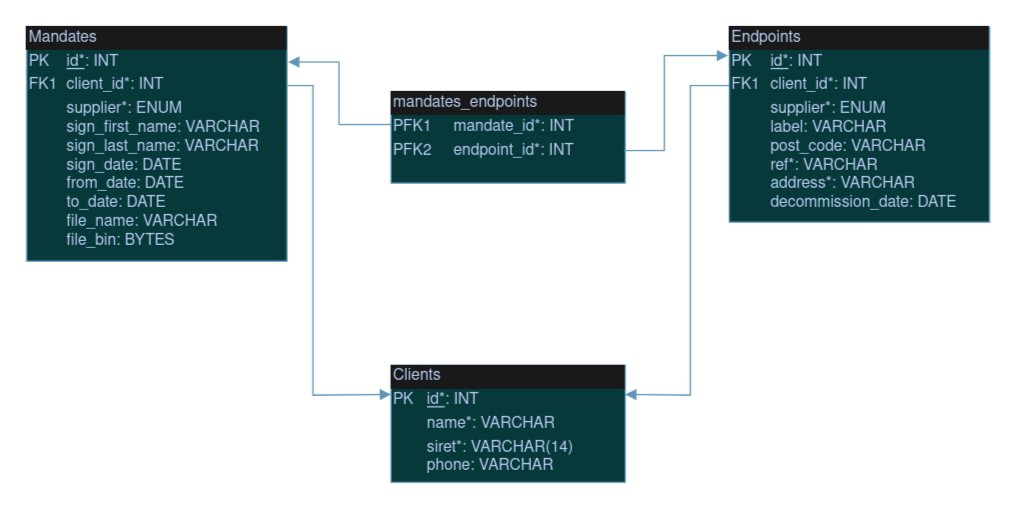 Mandates
PK id*: INT
FK1 client_id*: INT
supplier*: ENUM
sign_first_name: VARCHAR
sign_last_name: VARCHAR
sign_date: DATE
from_date: DATE
to_date: DATE
file_name: VARCHAR
file_bin: BYTES
mandates_endpoints
PFK1 mandate_id*: INT
PFK2 endpoint_id*: INT
Endpoints
PK id*: INT
FK1 client_id*: INT
supplier*: ENUM
label: VARCHAR
post_code: VARCHAR
ref*: VARCHAR
address*: VARCHAR
decommission_date: DATE
Clients
PK id*: INT
name*: VARCHAR
siret*: VARCHAR(14)
phone: VARCHAR